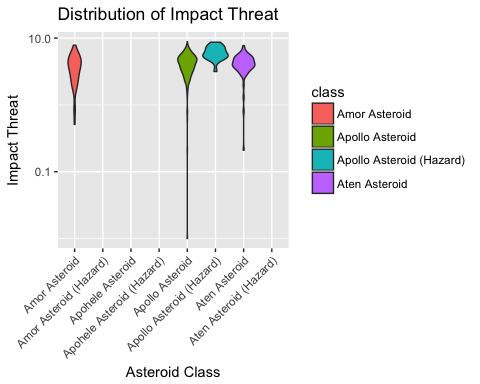 Distribution of Impact Threat
10.0
0.1
Impact Threat
Amor Asteroid
Amor Asteroid (Hazard)
Apohele Asteroid
Apohele Asteroid (Hazard)
Apollo Asteroid
Apollo Asteroid (Hazard)
Aten Asteroid
Aten Asteroid (Hazard)
Asteroid Class
class
Amor Asteroid
Apollo Asteroid
Apollo Asteroid (Hazard)
Aten Asteroid